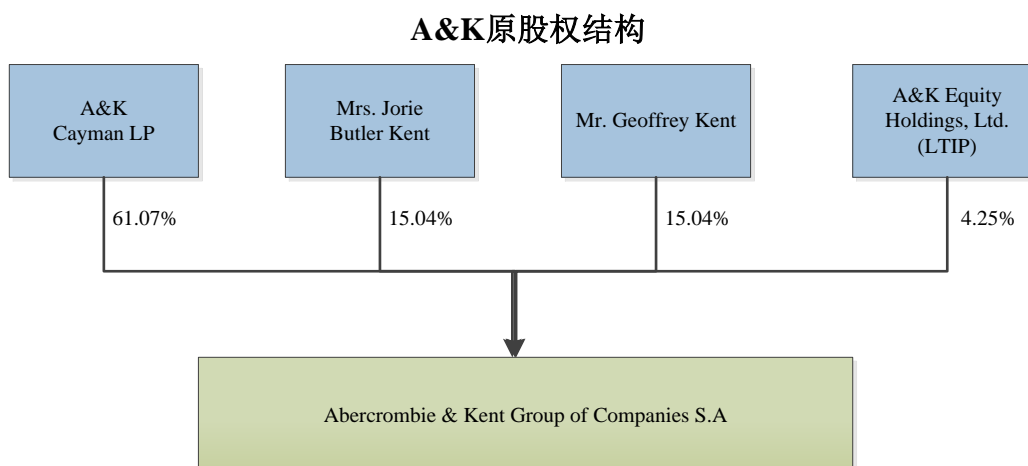 A&K原股权结构
A&K
Cayman LP
Mrs. Jorie
Butler Kent
Mr. Geoffrey Kent
A&K Equity
Holdings, Ltd.
(LTIP)
61.07%
15.04%
15.04%
4.25%
Abercrombie & Kent Group of Companies S.A